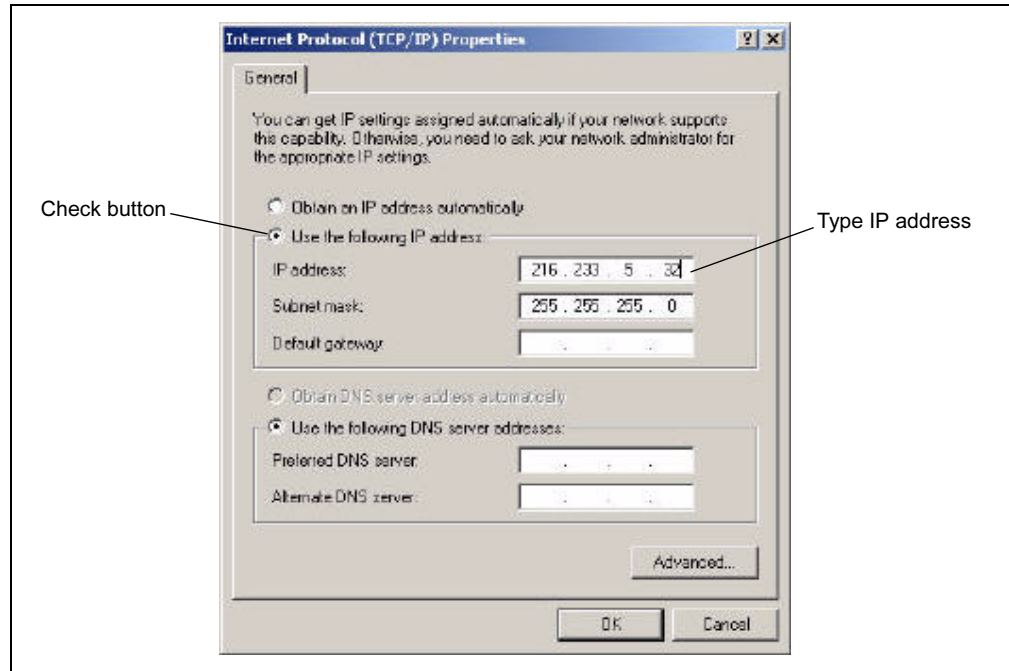 Internet Protocol (TCP/IP) Properties
General
You can get IP settings assigned automatically if your network supports
this capability. Otherwise, you need to ask your network administrator for
the appropriate IP settings.
Obtain an IP address automatically
Check button
Use the following IP address:
Type IP address
IP address:
216 . 233 . 5 . 32
Subnet mask:
255 . 255 . 255 . 0
Default gateway:
. . .
Obtain DNS server address automatically
Use the following DNS server addresses:
Preferred DNS server:
. . .
Alternate DNS server:
. . .
Advanced...
OK
Cancel